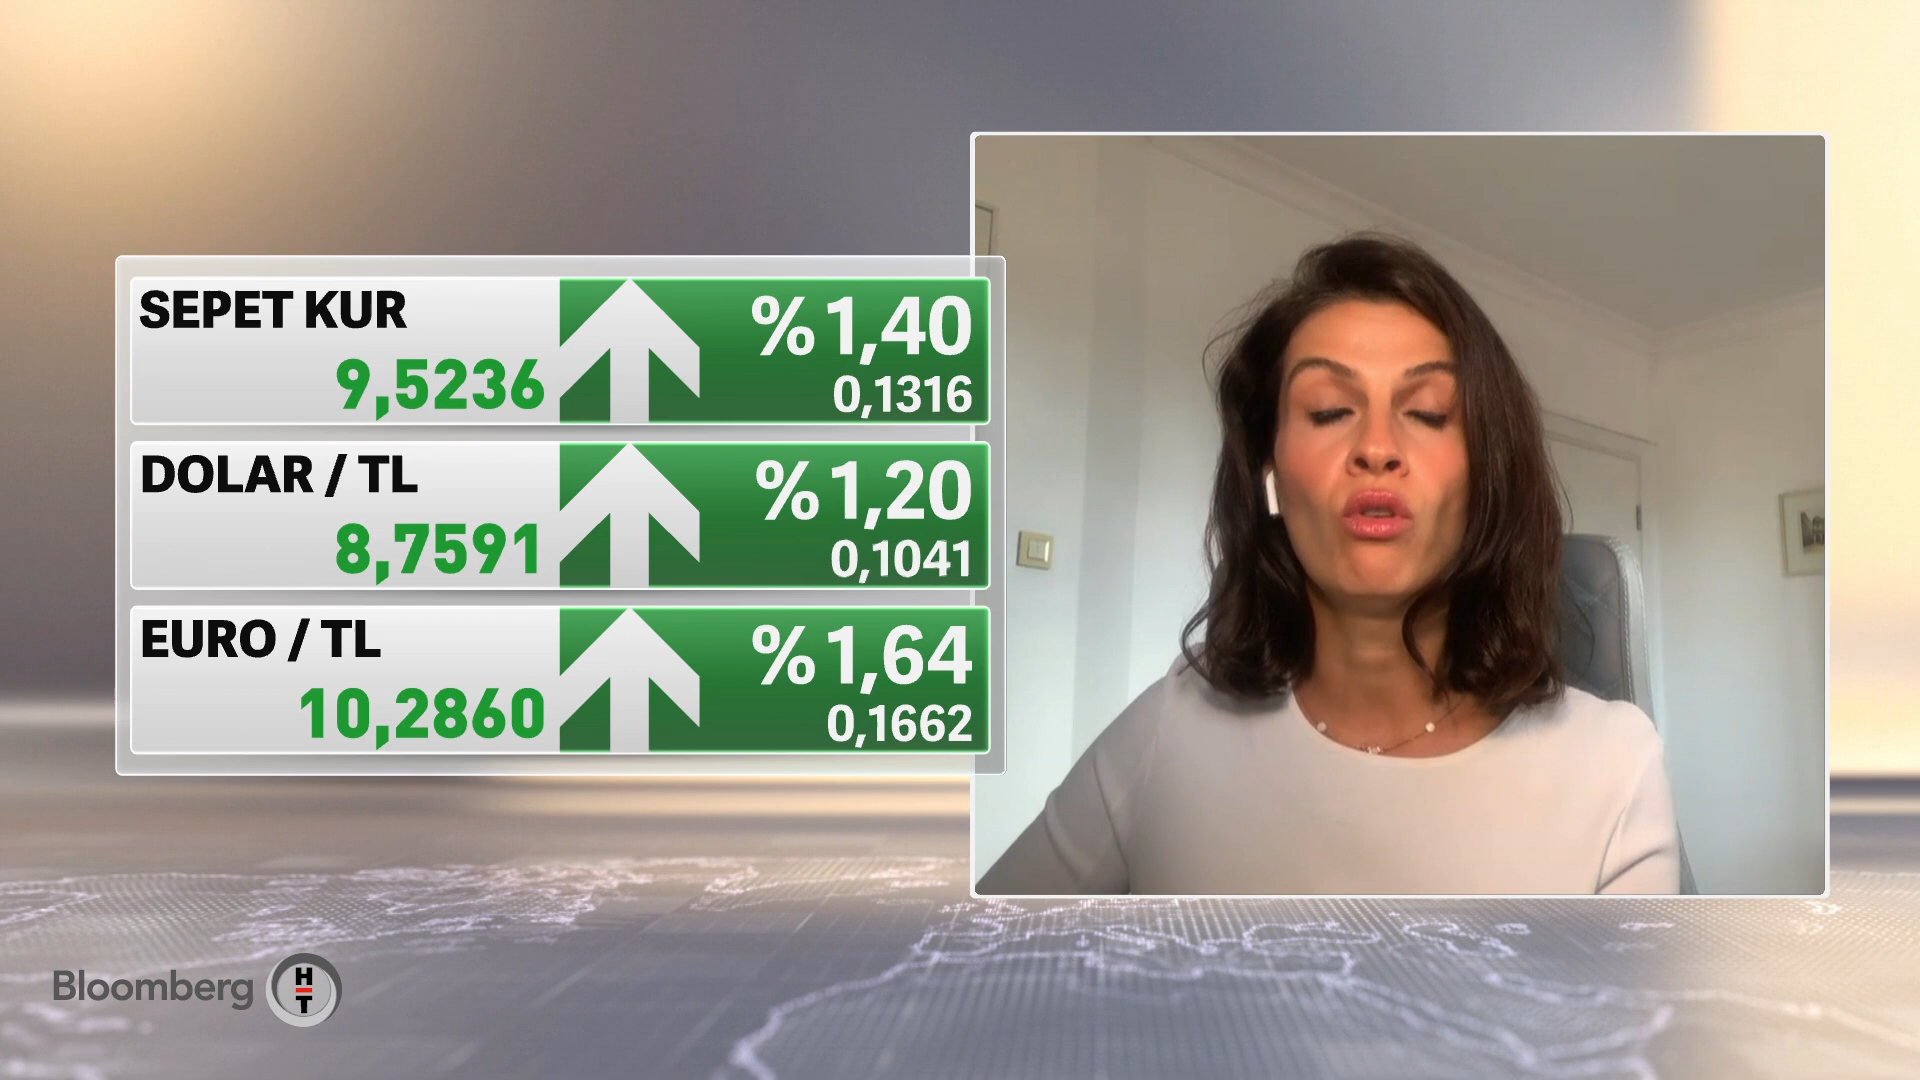 SEPET KUR
9,5236
%1,40
0,1316
DOLAR / TL
8,7591
%1,20
0,1041
EURO / TL
10,2860
%1,64
0,1662
Bloomberg HT